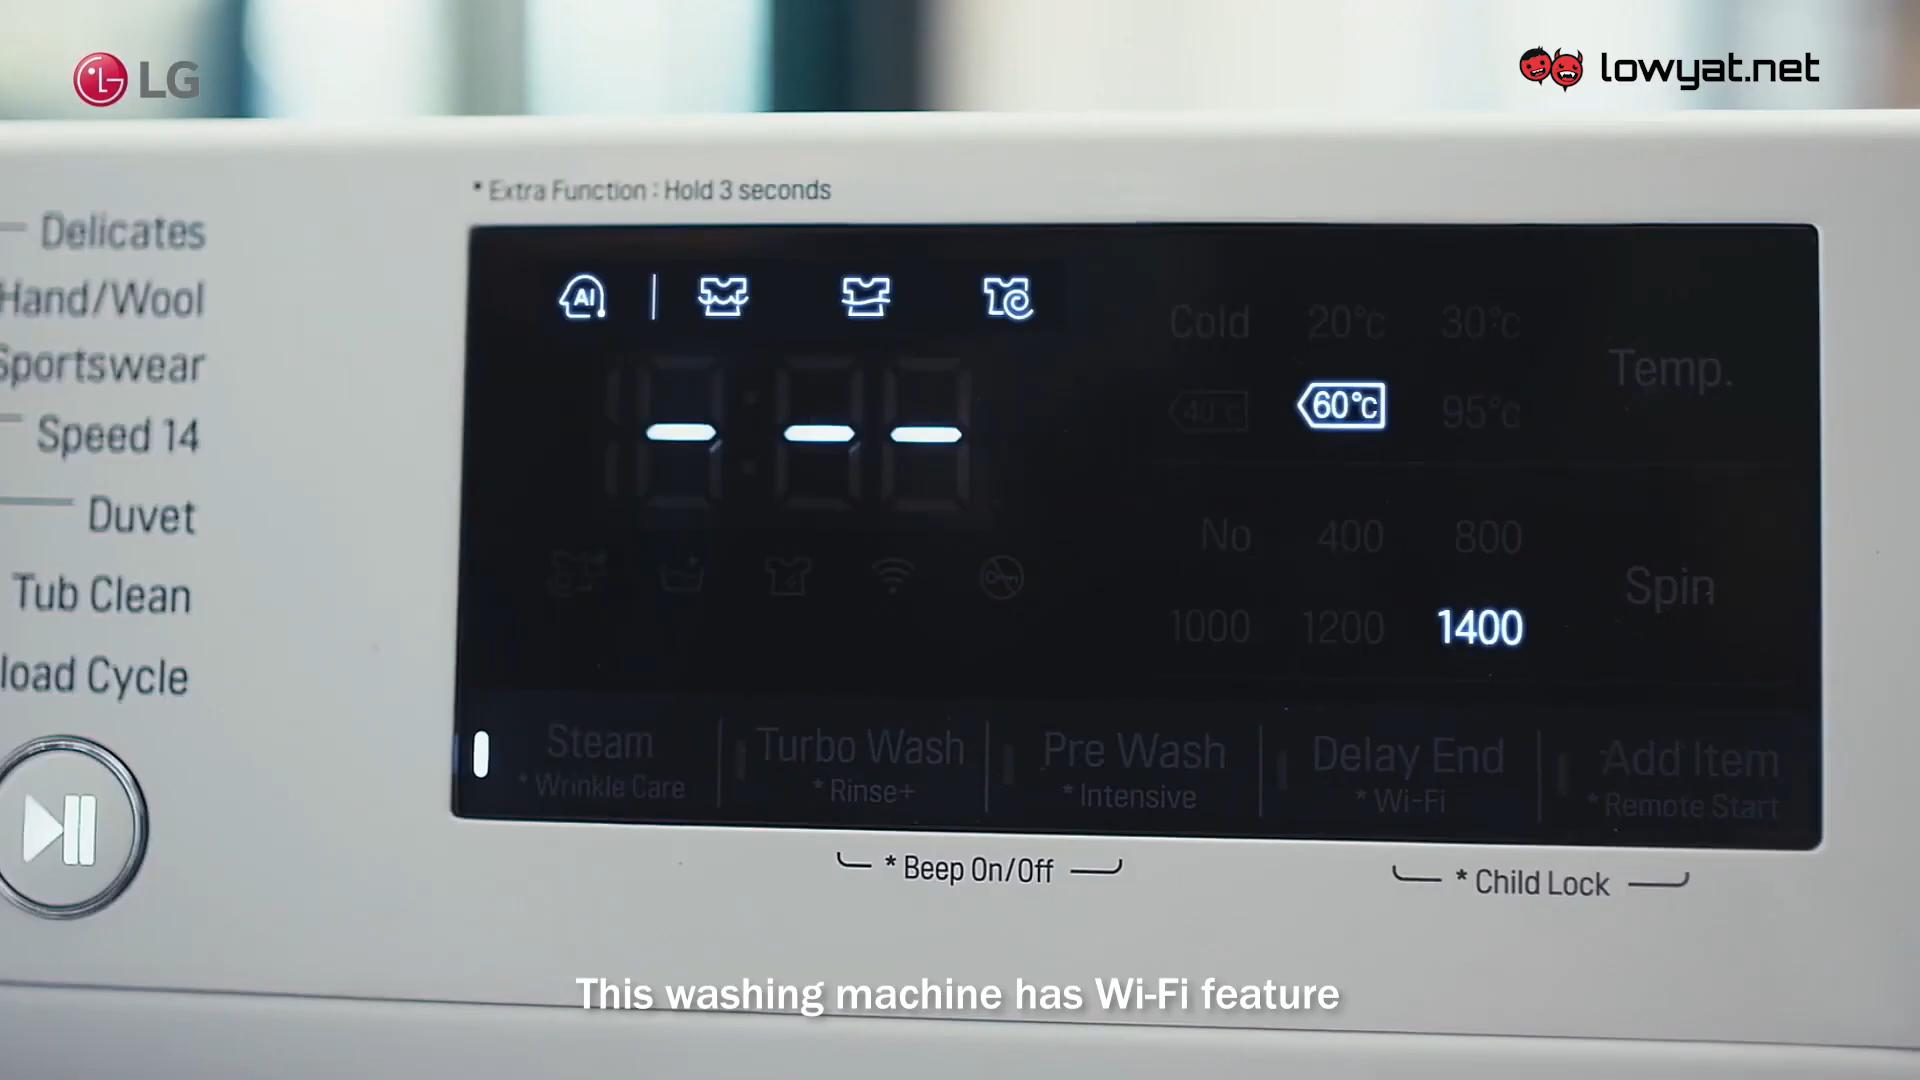 LG
lowyat.net
* Extra Function : Hold 3 seconds
Delicates
Hand/Wool
Sportswear
Speed 14
Duvet
Tub Clean
load Cycle
AI
Cold 20°C 30°C
40°C 60°C 95°C
Temp.
No 400 800
1000 1200 1400
Spin
Steam
* Wrinkle Care
Turbo Wash
* Rinse+
Pre Wash
* Intensive
Delay End
* Wi-Fi
Add Item
* Remote Start
* Beep On/Off
* Child Lock
This washing machine has Wi-Fi feature